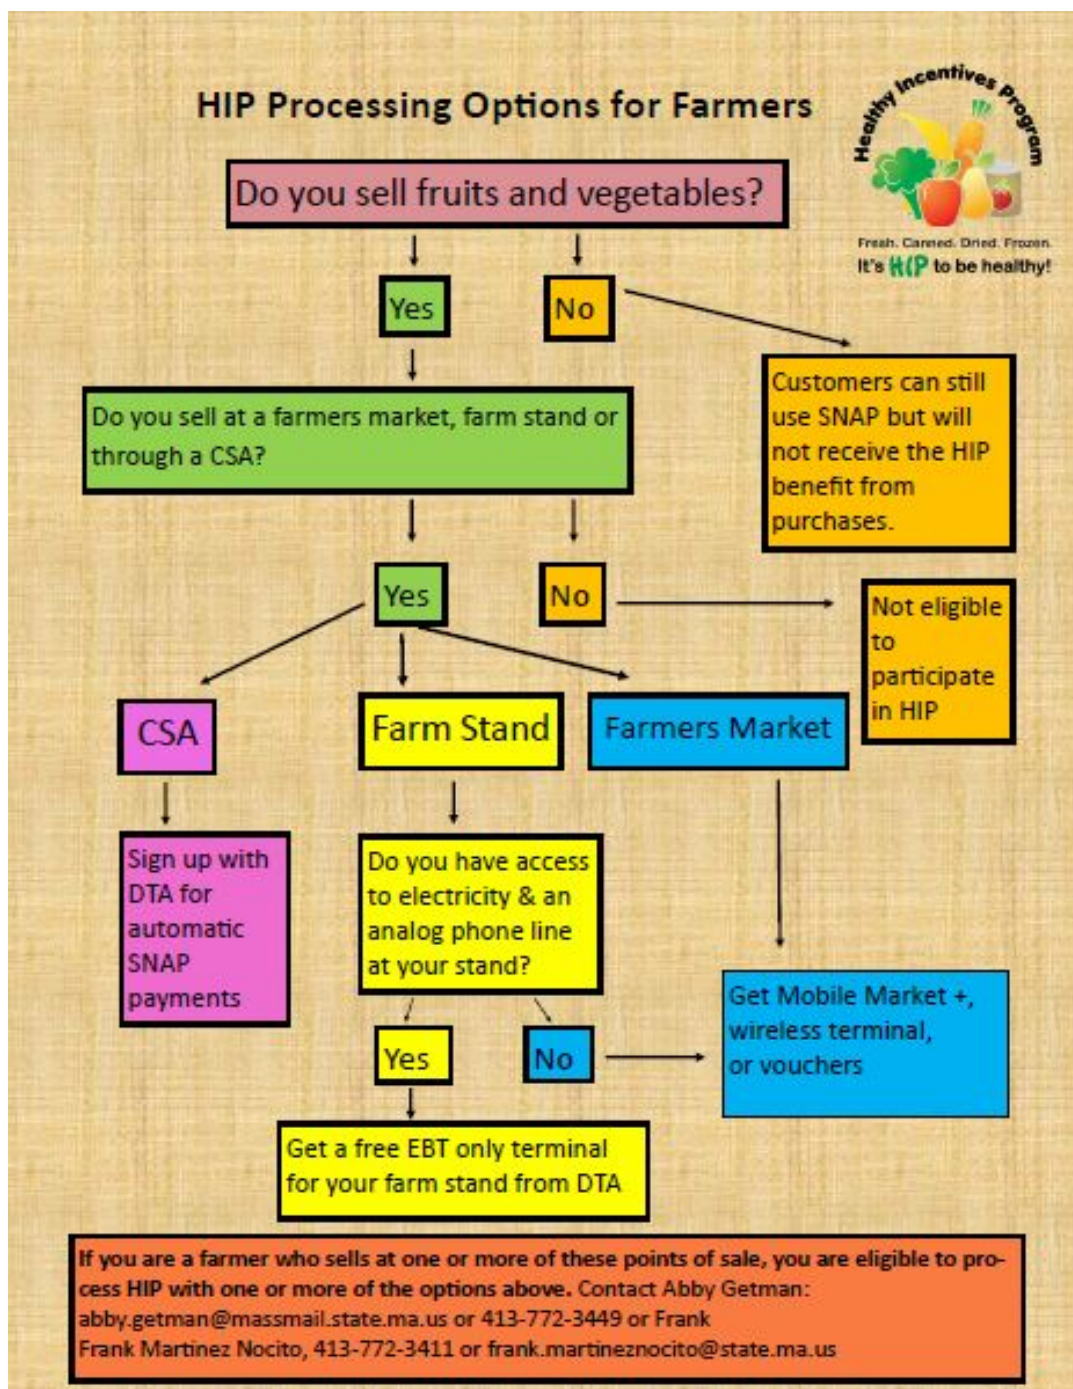 HIP Processing Options for Farmers
Healthy Incentives Program
Fresh. Canned. Dried. Frozen.
It's HIP to be healthy!
Do you sell fruits and vegetables?
Yes
No
Customers can still
use SNAP but will
not receive the HIP
benefit from
purchases.
Do you sell at a farmers market, farm stand or
through a CSA?
Yes
No
Not eligible
to
participate
in HIP
CSA
Farm Stand
Farmers Market
Sign up with
DTA for
automatic
SNAP
payments
Do you have access
to electricity & an
analog phone line
at your stand?
Get Mobile Market +,
wireless terminal,
or vouchers
Yes
No
Get a free EBT only terminal
for your farm stand from DTA
If you are a farmer who sells at one or more of these points of sale, you are eligible to pro-
cess HIP with one or more of the options above. Contact Abby Getman:
abby.getman@massmail.state.ma.us or 413-772-3449 or Frank
Frank Martinez Nocito, 413-772-3411 or frank.martineznocito@state.ma.us